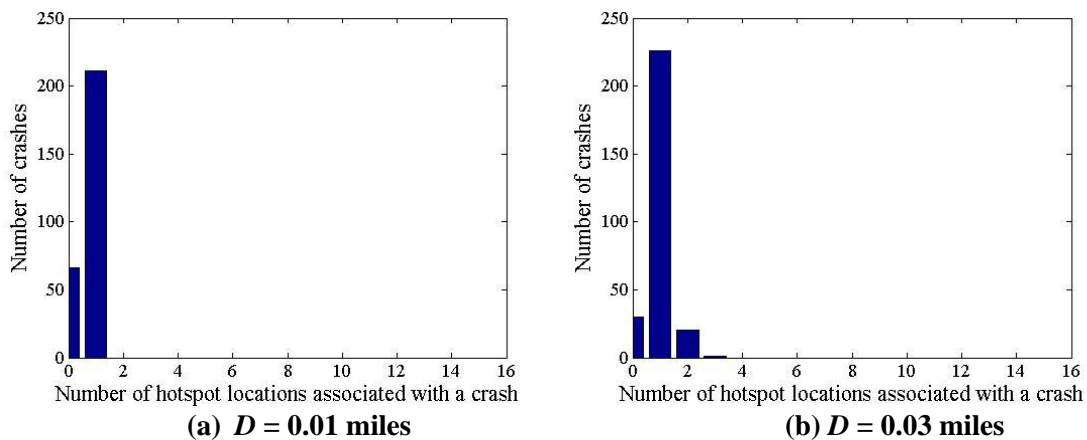 250
200
150
100
50
0
Number of crashes
0 2 4 6 8 10 12 14 16
Number of hotspot locations associated with a crash
(a) D = 0.01 miles
250
200
150
100
50
0
Number of crashes
0 2 4 6 8 10 12 14 16
Number of hotspot locations associated with a crash
(b) D = 0.03 miles